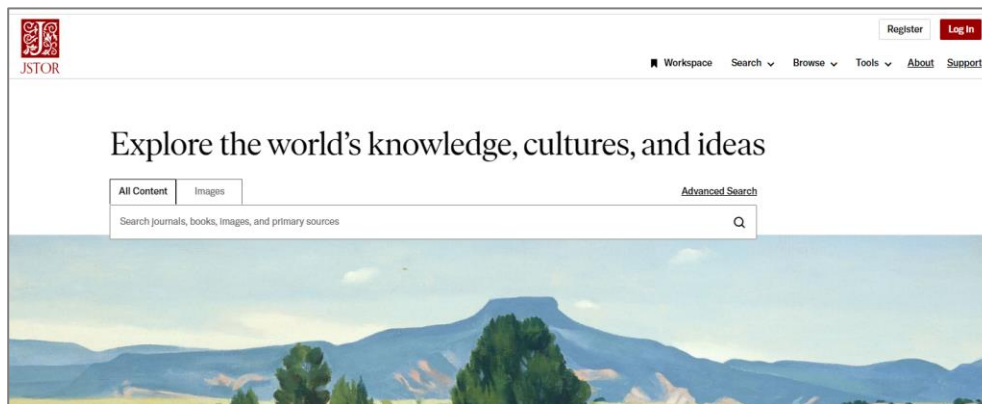 Register Log In
JSTOR
Workspace Search Browse Tools About Support
Explore the world's knowledge, cultures, and ideas
All Content Images Advanced Search
Search journals, books, images, and primary sources